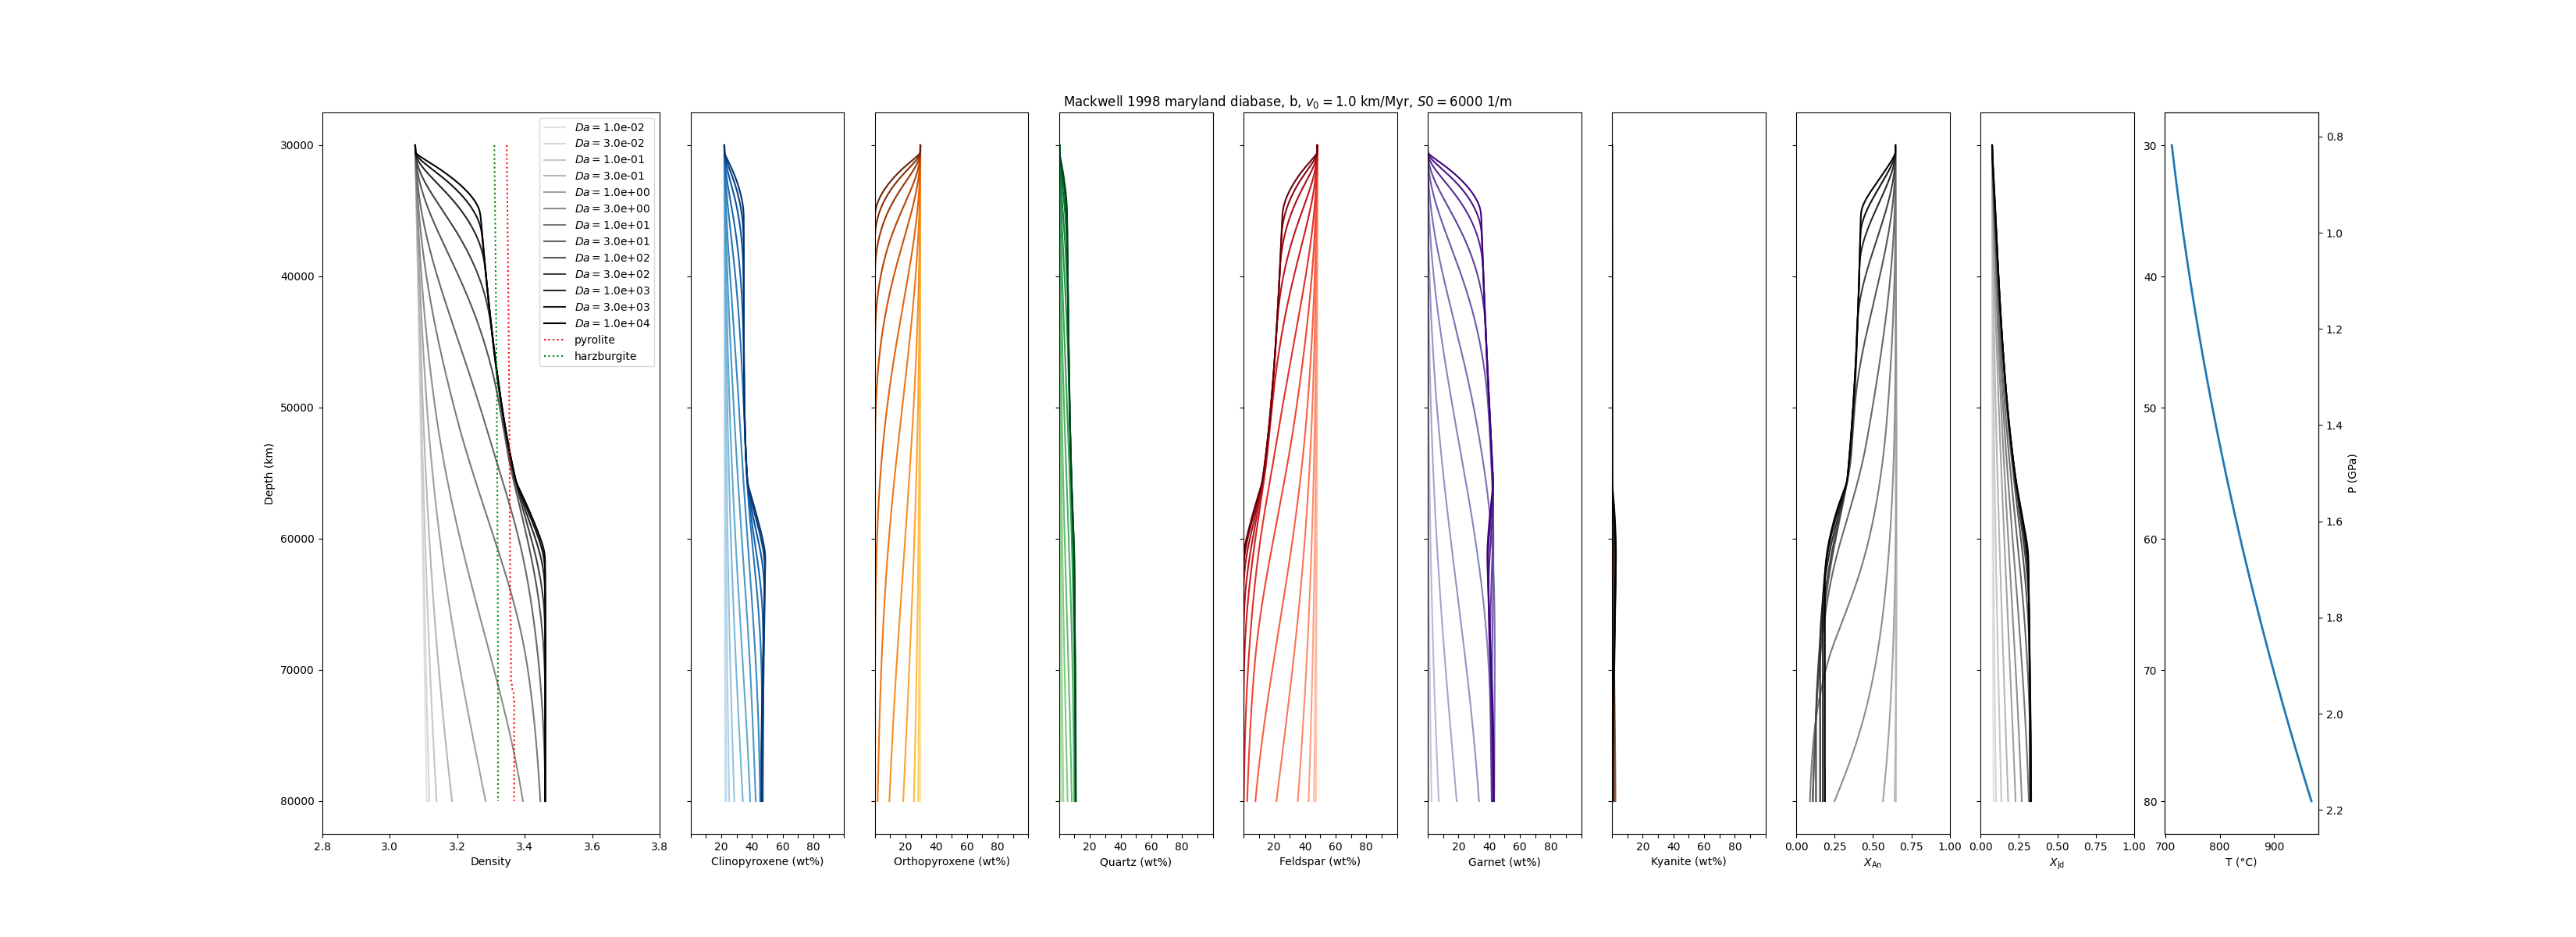 Mackwell 1998 maryland diabase, b, v₀ = 1.0 km/Myr, S0 = 6000 1/m
Da = 1.0e-02
Da = 3.0e-02
Da = 1.0e-01
Da = 3.0e-01
Da = 1.0e+00
Da = 3.0e+00
Da = 1.0e+01
Da = 3.0e+01
Da = 1.0e+02
Da = 3.0e+02
Da = 1.0e+03
Da = 3.0e+03
Da = 1.0e+04
pyrolite
harzburgite
Depth (km)
30000
40000
50000
60000
70000
80000
2.8 3.0 3.2 3.4 3.6 3.8
Density
20 40 60 80
Clinopyroxene (wt%)
20 40 60 80
Orthopyroxene (wt%)
20 40 60 80
Quartz (wt%)
20 40 60 80
Feldspar (wt%)
20 40 60 80
Garnet (wt%)
20 40 60 80
Kyanite (wt%)
0.00 0.25 0.50 0.75 1.00
X_An
0.00 0.25 0.50 0.75 1.00
X_Jd
30
40
50
60
70
80
700 800 900
T (°C)
0.8
1.0
1.2
1.4
1.6
1.8
2.0
2.2
P (GPa)